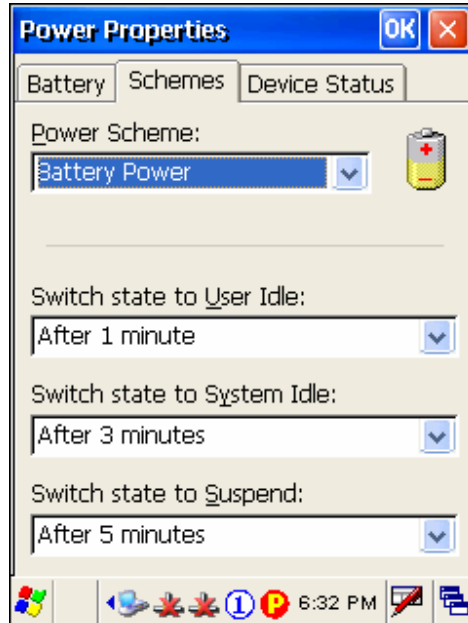 Power Properties OK
Battery Schemes Device Status
Power Scheme:
Battery Power
Switch state to User Idle:
After 1 minute
Switch state to System Idle:
After 3 minutes
Switch state to Suspend:
After 5 minutes
1 P 6:32 PM